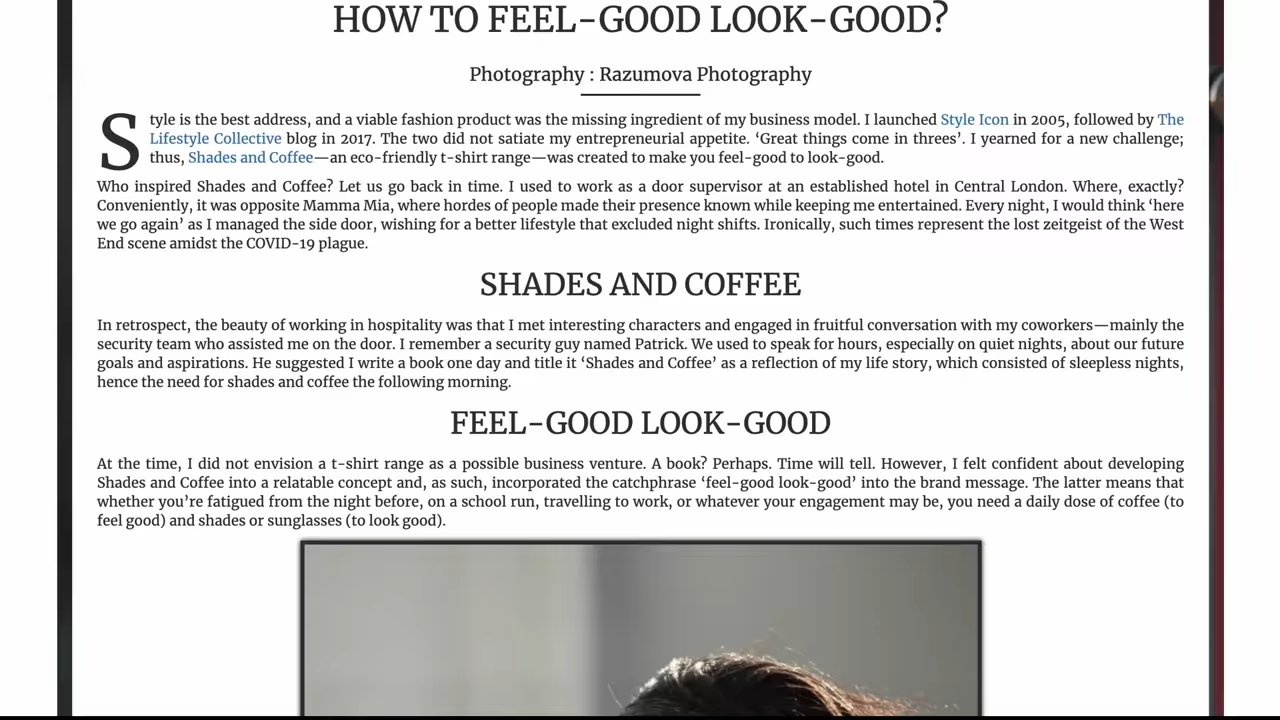 HOW TO FEEL-GOOD LOOK-GOOD?
Photography : Razumova Photography
Style is the best address, and a viable fashion product was the missing ingredient of my business model. I launched Style Icon in 2005, followed by The
Lifestyle Collective blog in 2017. The two did not satiate my entrepreneurial appetite. ‘Great things come in threes’. I yearned for a new challenge;
thus, Shades and Coffee—an eco-friendly t-shirt range—was created to make you feel-good to look-good.
Who inspired Shades and Coffee? Let us go back in time. I used to work as a door supervisor at an established hotel in Central London. Where, exactly?
Conveniently, it was opposite Mamma Mia, where hordes of people made their presence known while keeping me entertained. Every night, I would think ‘here
we go again’ as I managed the side door, wishing for a better lifestyle that excluded night shifts. Ironically, such times represent the lost zeitgeist of the West
End scene amidst the COVID-19 plague.
SHADES AND COFFEE
In retrospect, the beauty of working in hospitality was that I met interesting characters and engaged in fruitful conversation with my coworkers—mainly the
security team who assisted me on the door. I remember a security guy named Patrick. We used to speak for hours, especially on quiet nights, about our future
goals and aspirations. He suggested I write a book one day and title it ‘Shades and Coffee’ as a reflection of my life story, which consisted of sleepless nights,
hence the need for shades and coffee the following morning.
FEEL-GOOD LOOK-GOOD
At the time, I did not envision a t-shirt range as a possible business venture. A book? Perhaps. Time will tell. However, I felt confident about developing
Shades and Coffee into a relatable concept and, as such, incorporated the catchphrase ‘feel-good look-good’ into the brand message. The latter means that
whether you’re fatigued from the night before, on a school run, travelling to work, or whatever your engagement may be, you need a daily dose of coffee (to
feel good) and shades or sunglasses (to look good).